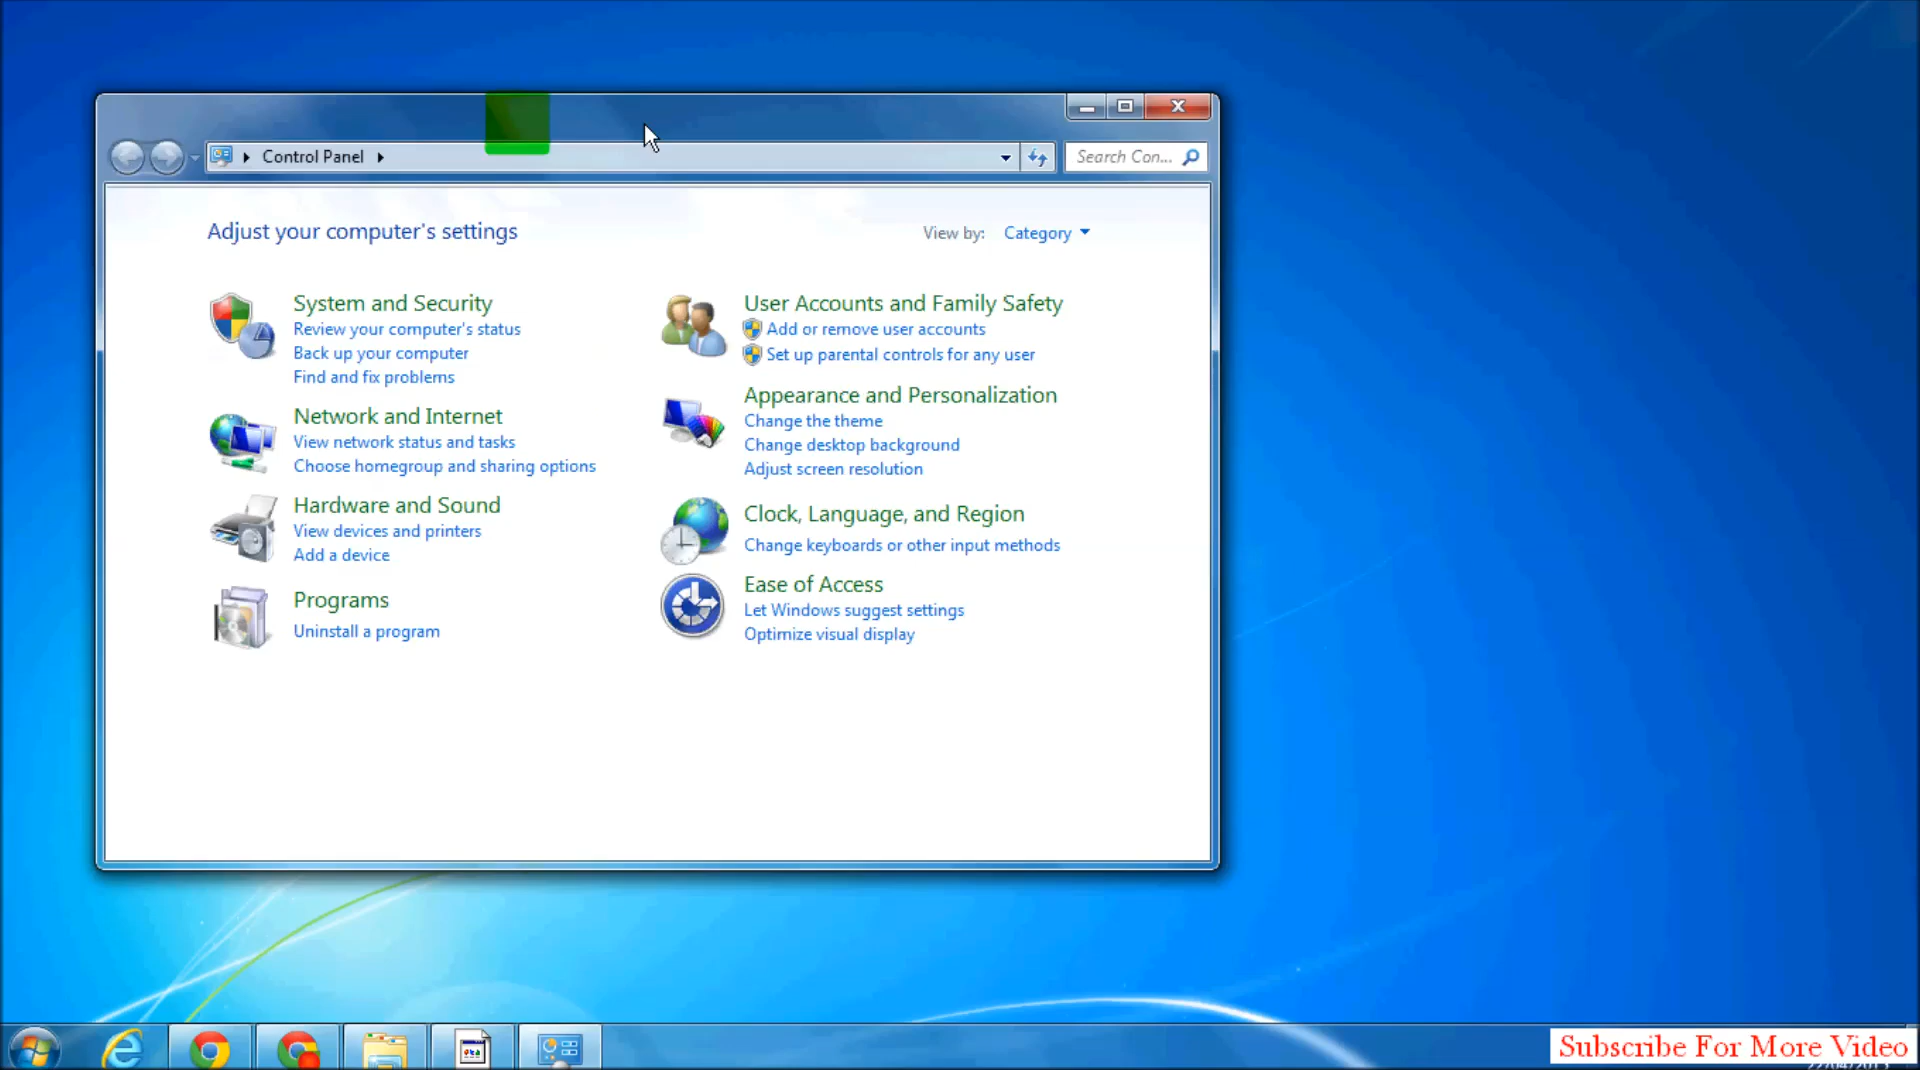 Control Panel
Search Con...
Adjust your computer's settings
View by: Category
System and Security
Review your computer's status
Back up your computer
Find and fix problems
Network and Internet
View network status and tasks
Choose homegroup and sharing options
Hardware and Sound
View devices and printers
Add a device
Programs
Uninstall a program
User Accounts and Family Safety
Add or remove user accounts
Set up parental controls for any user
Appearance and Personalization
Change the theme
Change desktop background
Adjust screen resolution
Clock, Language, and Region
Change keyboards or other input methods
Ease of Access
Let Windows suggest settings
Optimize visual display
Subscribe For More Video